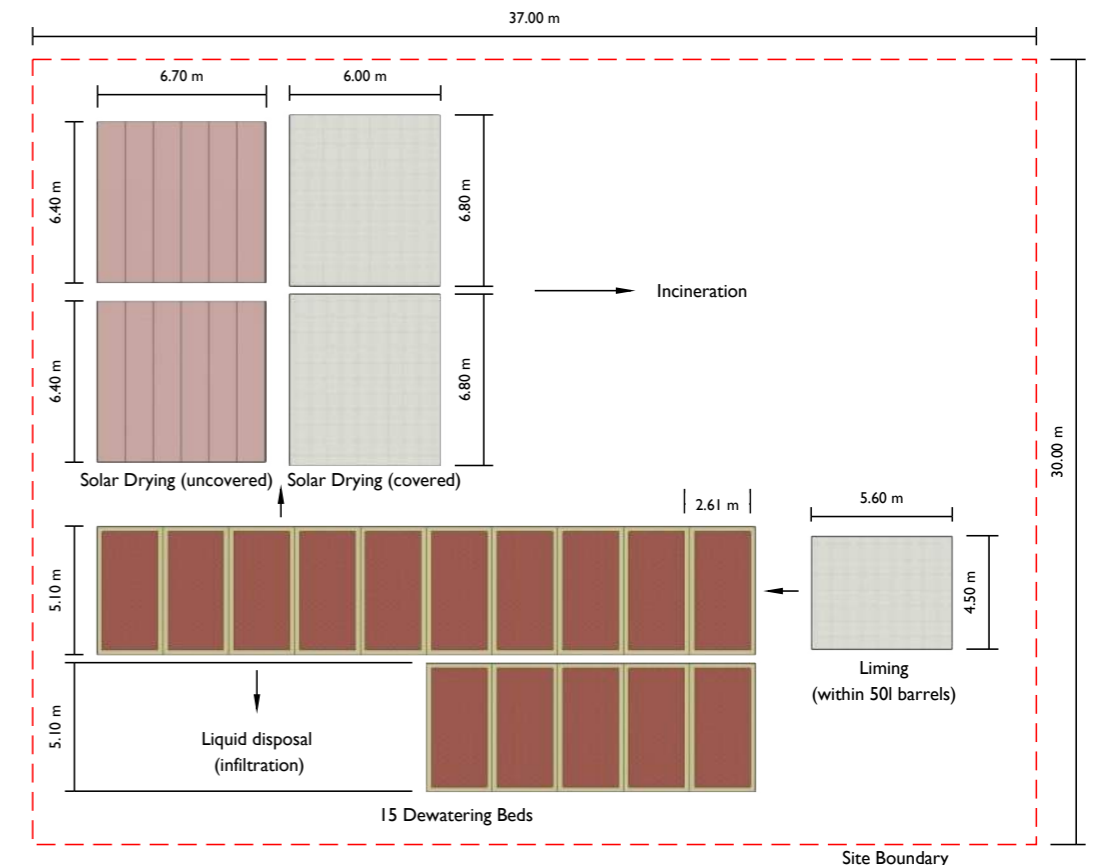 37.00 m
6.70 m
6.00 m
6.40 m
6.80 m
Incineration
6.40 m
6.80 m
30.00 m
Solar Drying (uncovered)
Solar Drying (covered)
2.61 m
5.60 m
5.10 m
4.50 m
Liming
(within 50l barrels)
5.10 m
Liquid disposal
(infiltration)
15 Dewatering Beds
Site Boundary